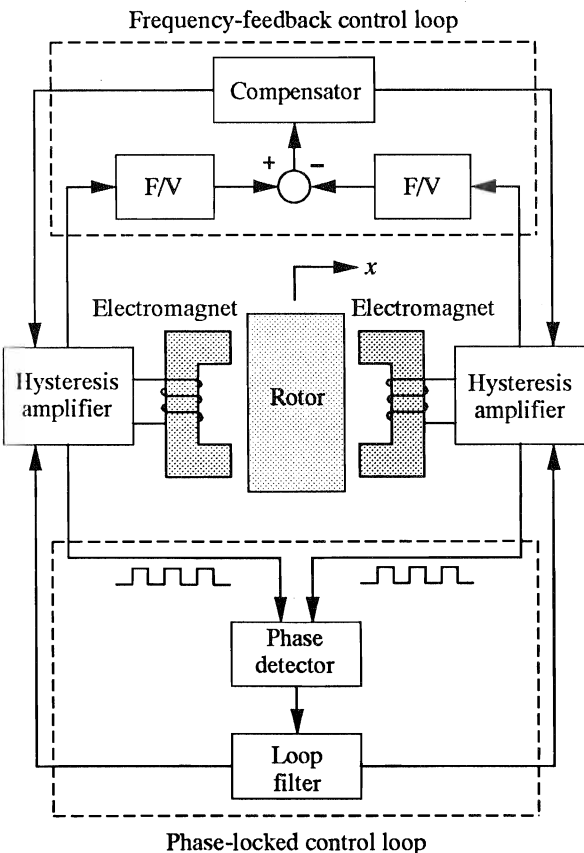 Frequency-feedback control loop
Compensator
+ −
F/V F/V
x
Electromagnet Electromagnet
Hysteresis
amplifier
Rotor
Hysteresis
amplifier
Phase
detector
Loop
filter
Phase-locked control loop